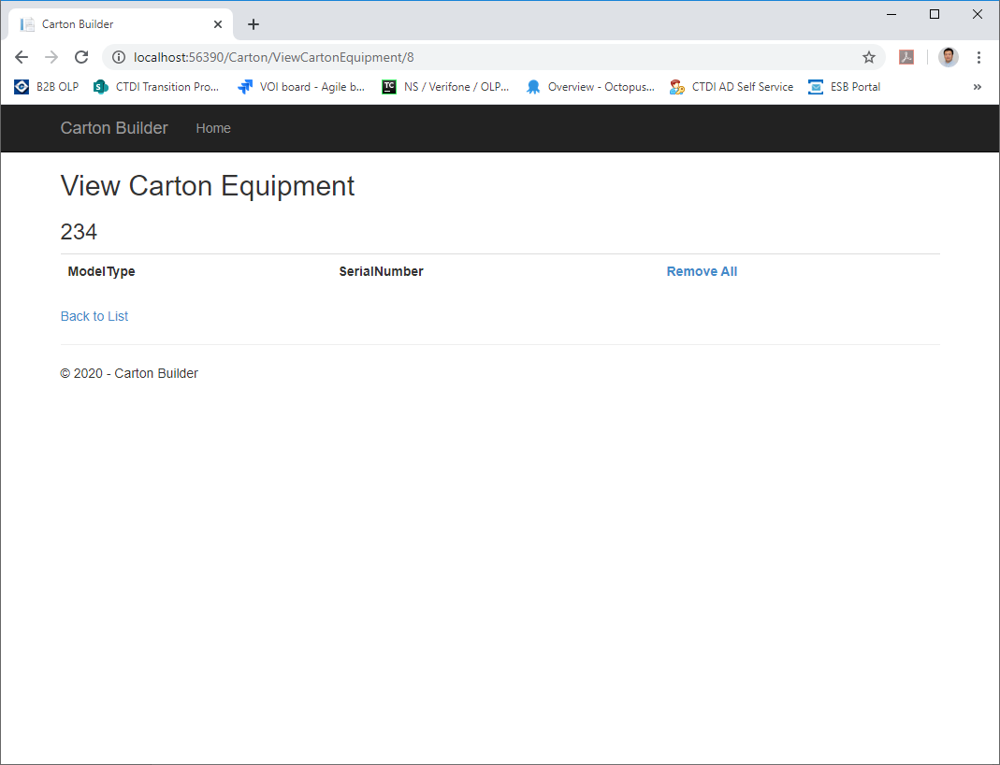 Carton Builder
localhost:56390/Carton/ViewCartonEquipment/8
B2B OLP CTDI Transition Pro... VOI board - Agile b... NS / Verifone / OLP... Overview - Octopus... CTDI AD Self Service ESB Portal »
Carton Builder Home
View Carton Equipment
234
ModelType SerialNumber Remove All
Back to List
© 2020 - Carton Builder